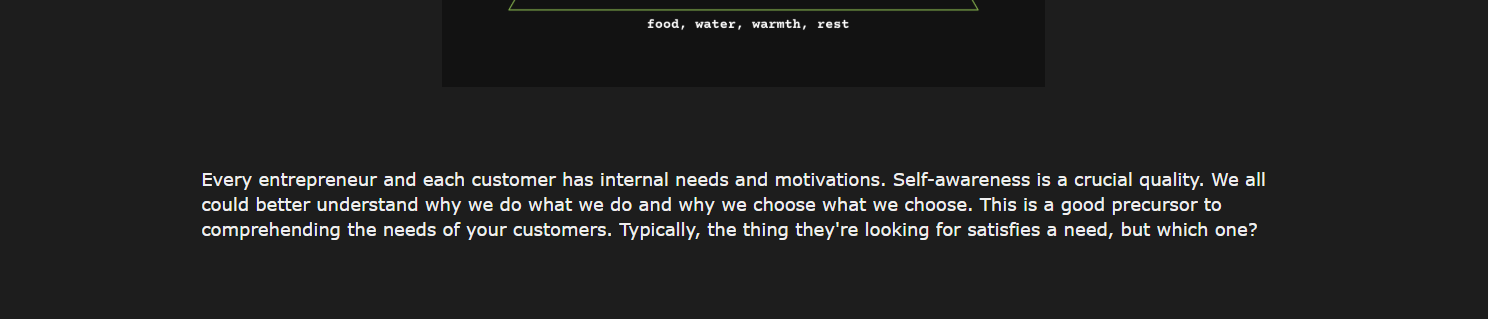 food, water, warmth, rest
Every entrepreneur and each customer has internal needs and motivations. Self-awareness is a crucial quality. We all
could better understand why we do what we do and why we choose what we choose. This is a good precursor to
comprehending the needs of your customers. Typically, the thing they're looking for satisfies a need, but which one?